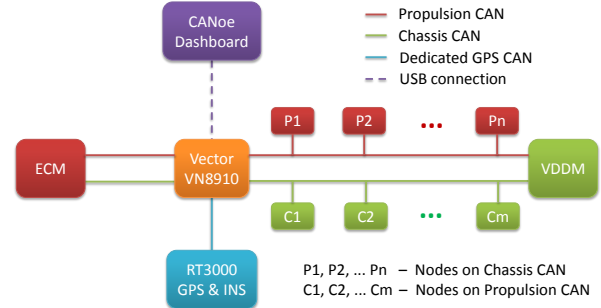 CANoe
Dashboard
Propulsion CAN
Chassis CAN
Dedicated GPS CAN
USB connection
P1
P2
...
Pn
ECM
Vector
VN8910
VDDM
C1
C2
...
Cm
RT3000
GPS & INS
P1, P2, ... Pn – Nodes on Chassis CAN
C1, C2, ... Cm – Nodes on Propulsion CAN